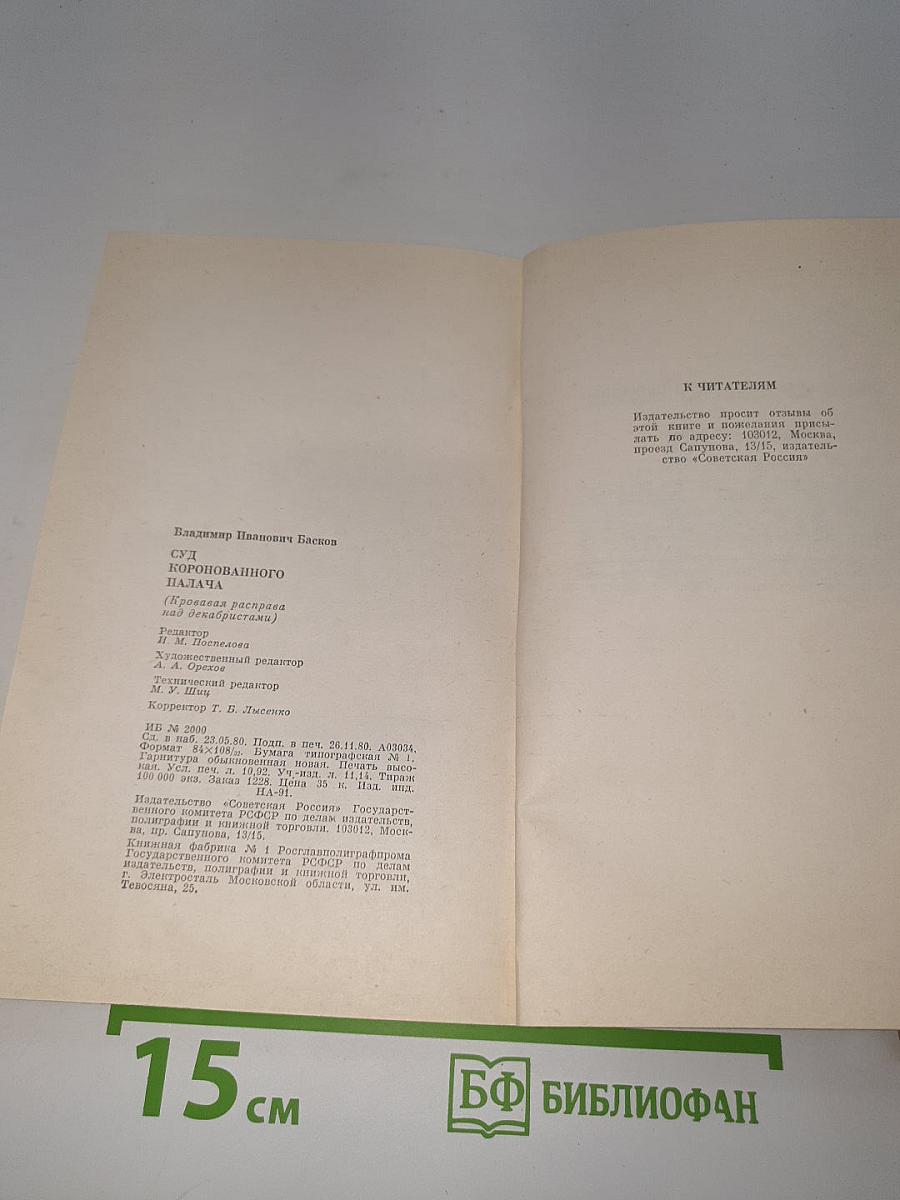 Владимир Иванович Басков
СУД
КОРОНОВАННОГО
ПАЛАЧА
(Кровавая расправа
над декабристами)
Редактор
Н. М. Поспелова
Художественный редактор
А. А. Орехов
Технический редактор
М. У. Шиц
Корректор Т. Б. Лысенко
ИБ № 2000
Сд. в наб. 23.05.80. Подп. в печ. 26.11.80. А03034.
Формат 84×108/32. Бумага типографская № 1.
Гарнитура обыкновенная новая. Печать высо-
кая. Усл. печ. л. 10,92. Уч.-изд. л. 11,14. Тираж
100 000 экз. Заказ 1228. Цена 35 к. Изд. инд.
НА-91.
Издательство «Советская Россия» Государст-
венного комитета РСФСР по делам издательств,
полиграфии и книжной торговли. 103012, Моск-
ва, пр. Сапунова, 13/15.
Книжная фабрика № 1 Росглавполиграфпрома
Государственного комитета РСФСР по делам
издательств, полиграфии и книжной торговли,
г. Электросталь Московской области, ул. им.
Тевосяна, 25.
К ЧИТАТЕЛЯМ
Издательство просит отзывы об
этой книге и пожелания присы-
лать по адресу: 103012, Москва,
проезд Сапунова, 13/15, издатель-
ство «Советская Россия»
15 см
БФ БИБЛИОФАН